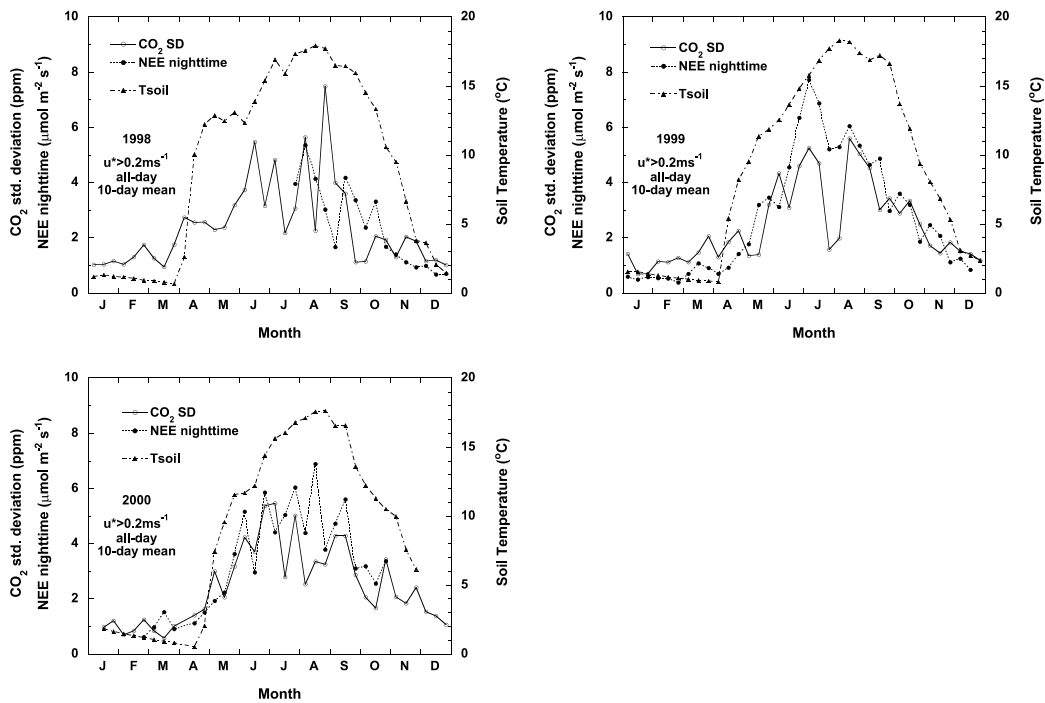 CO2 std. deviation (ppm)
NEE nighttime (μmol m-2 s-1)
10
8
6
4
2
0
CO2 SD
NEE nighttime
Tsoil
1998
u*>0.2ms-1
all-day
10-day mean
J F M A M J J A S O N D
Month
20
15
10
5
0
Soil Temperature (oC)
CO2 std. deviation (ppm)
NEE nighttime (μmol m-2 s-1)
10
8
6
4
2
0
CO2 SD
NEE nighttime
Tsoil
1999
u*>0.2ms-1
all-day
10-day mean
J F M A M J J A S O N D
Month
20
15
10
5
0
Soil Temperature (oC)
CO2 std. deviation (ppm)
NEE nighttime (μmol m-2 s-1)
10
8
6
4
2
0
CO2 SD
NEE nighttime
Tsoil
2000
u*>0.2ms-1
all-day
10-day mean
J F M A M J J A S O N D
Month
20
15
10
5
0
Soil Temperature (oC)